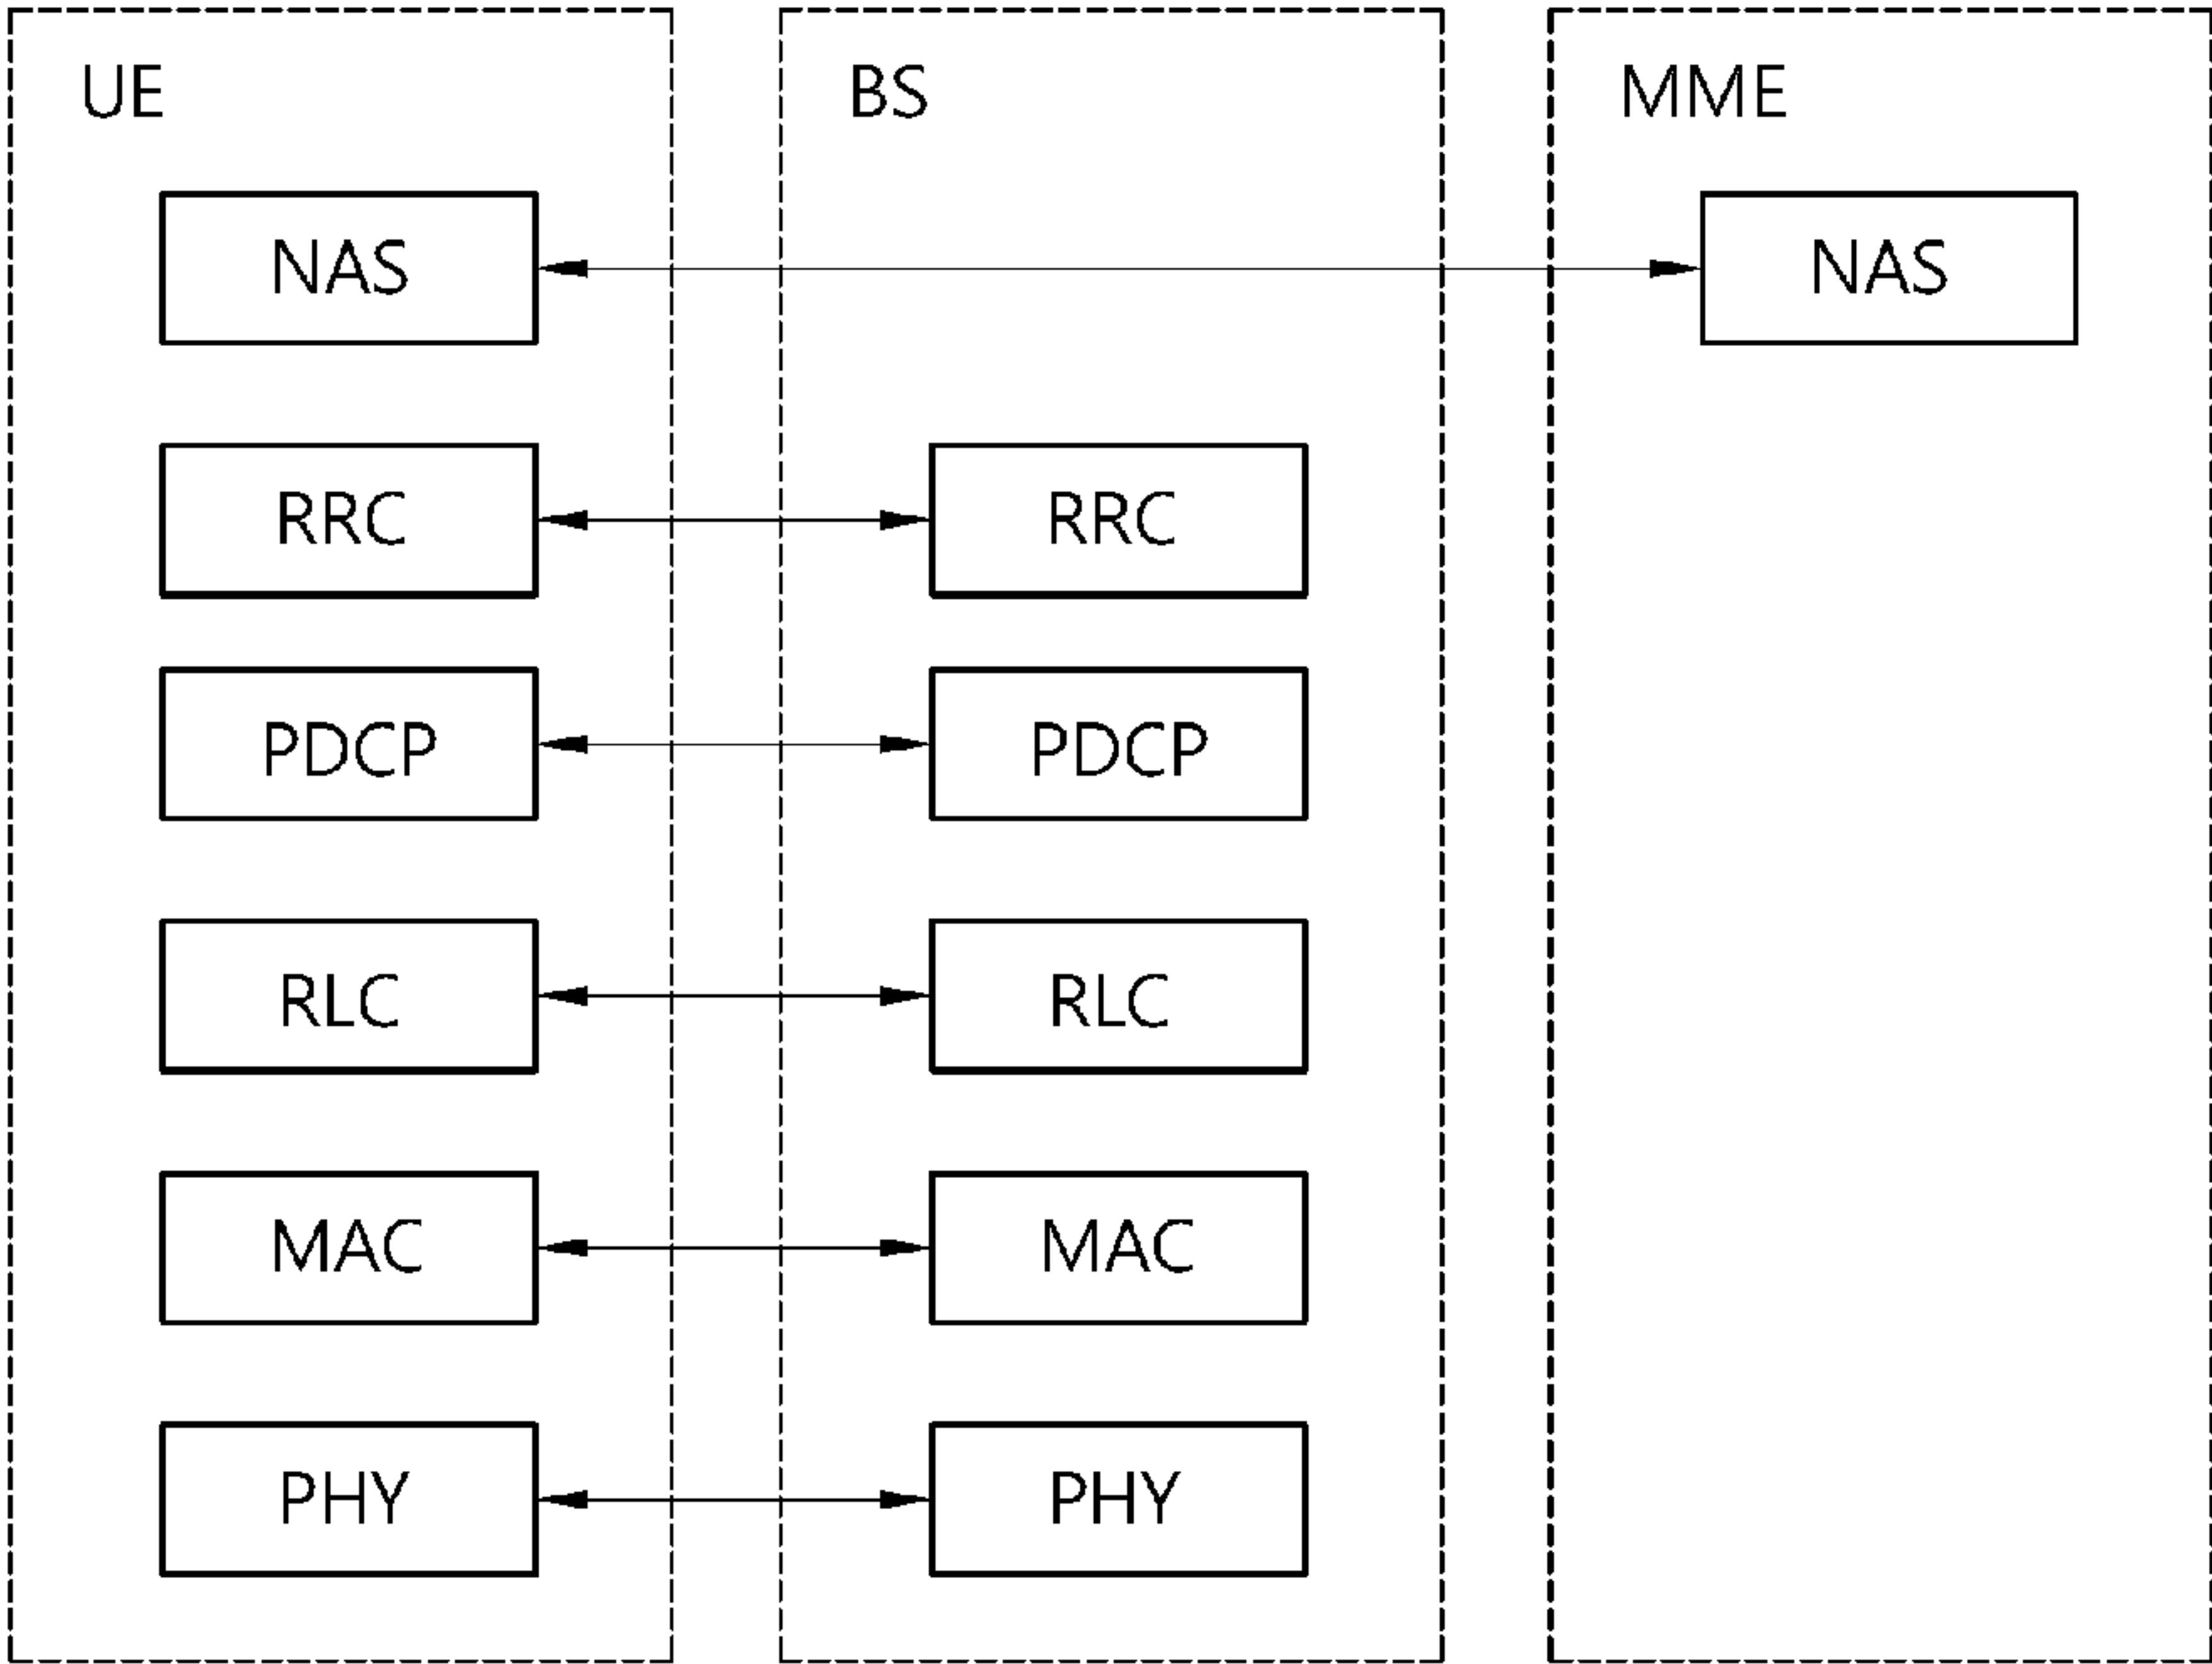 UE
BS
MME
NAS
NAS
RRC
RRC
PDCP
PDCP
RLC
RLC
MAC
MAC
PHY
PHY